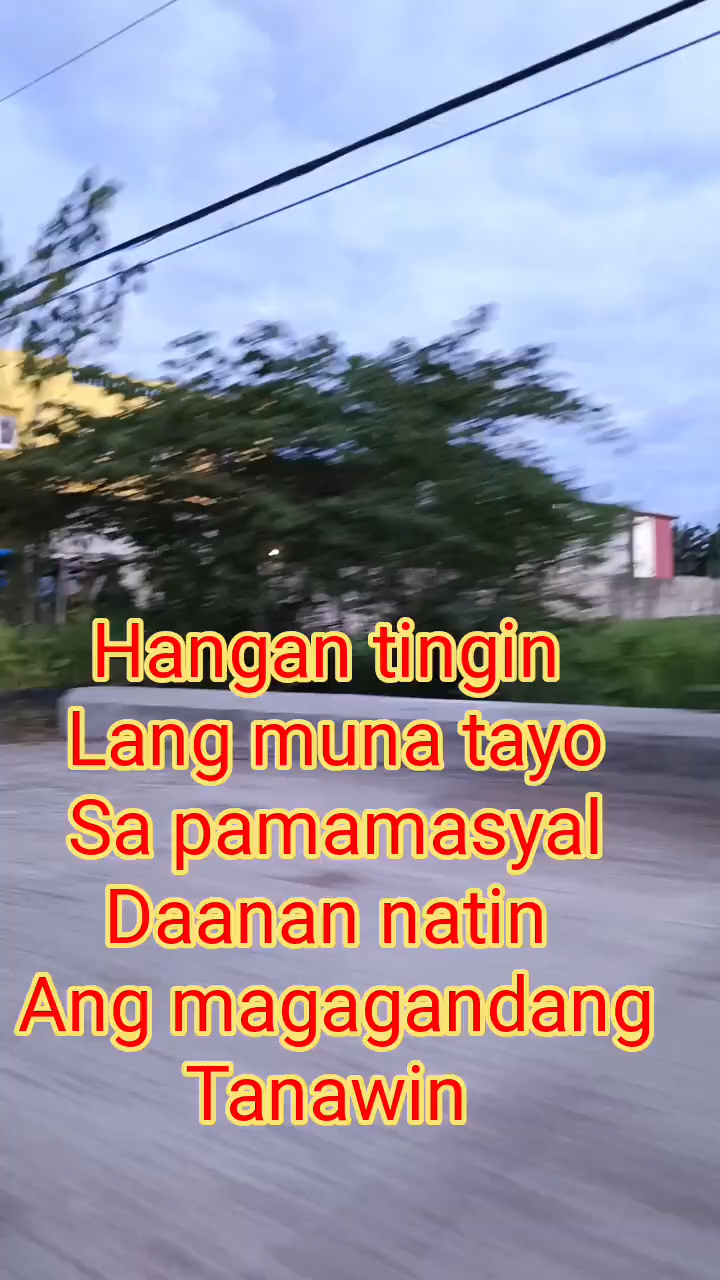 Hangan tingin
Lang muna tayo
Sa pamamasyal
Daanan natin
Ang magagandang
Tanawin